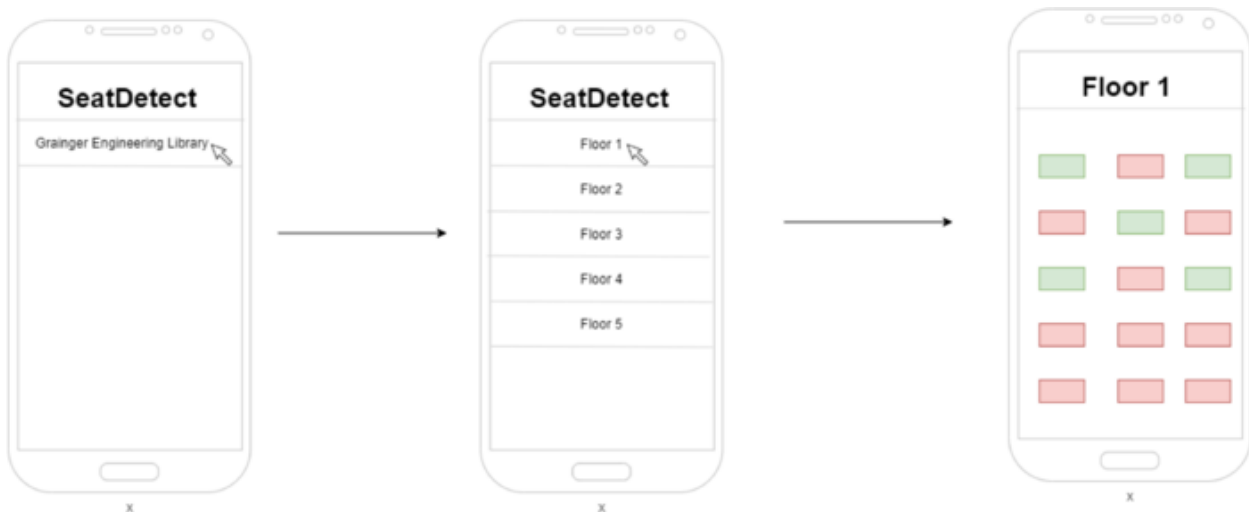 SeatDetect
Grainger Engineering Library
x
SeatDetect
Floor 1
Floor 2
Floor 3
Floor 4
Floor 5
x
Floor 1
x